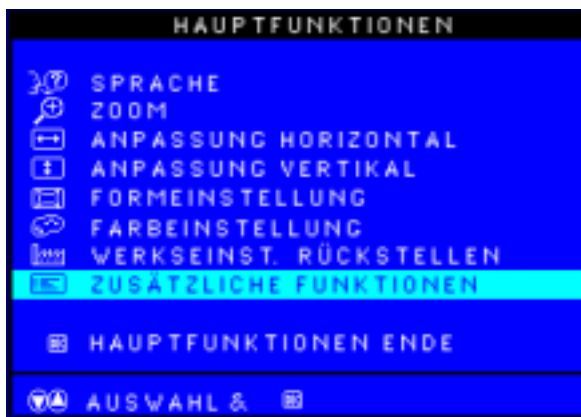 HAUPTFUNKTIONEN
SPRACHE
ZOOM
ANPASSUNG HORIZONTAL
ANPASSUNG VERTIKAL
FORMEINSTELLUNG
FARBEINSTELLUNG
WERKSEINST. RÜCKSTELLEN
ZUSÄTZLICHE FUNKTIONEN
HAUPTFUNKTIONEN ENDE
AUSWAHL &